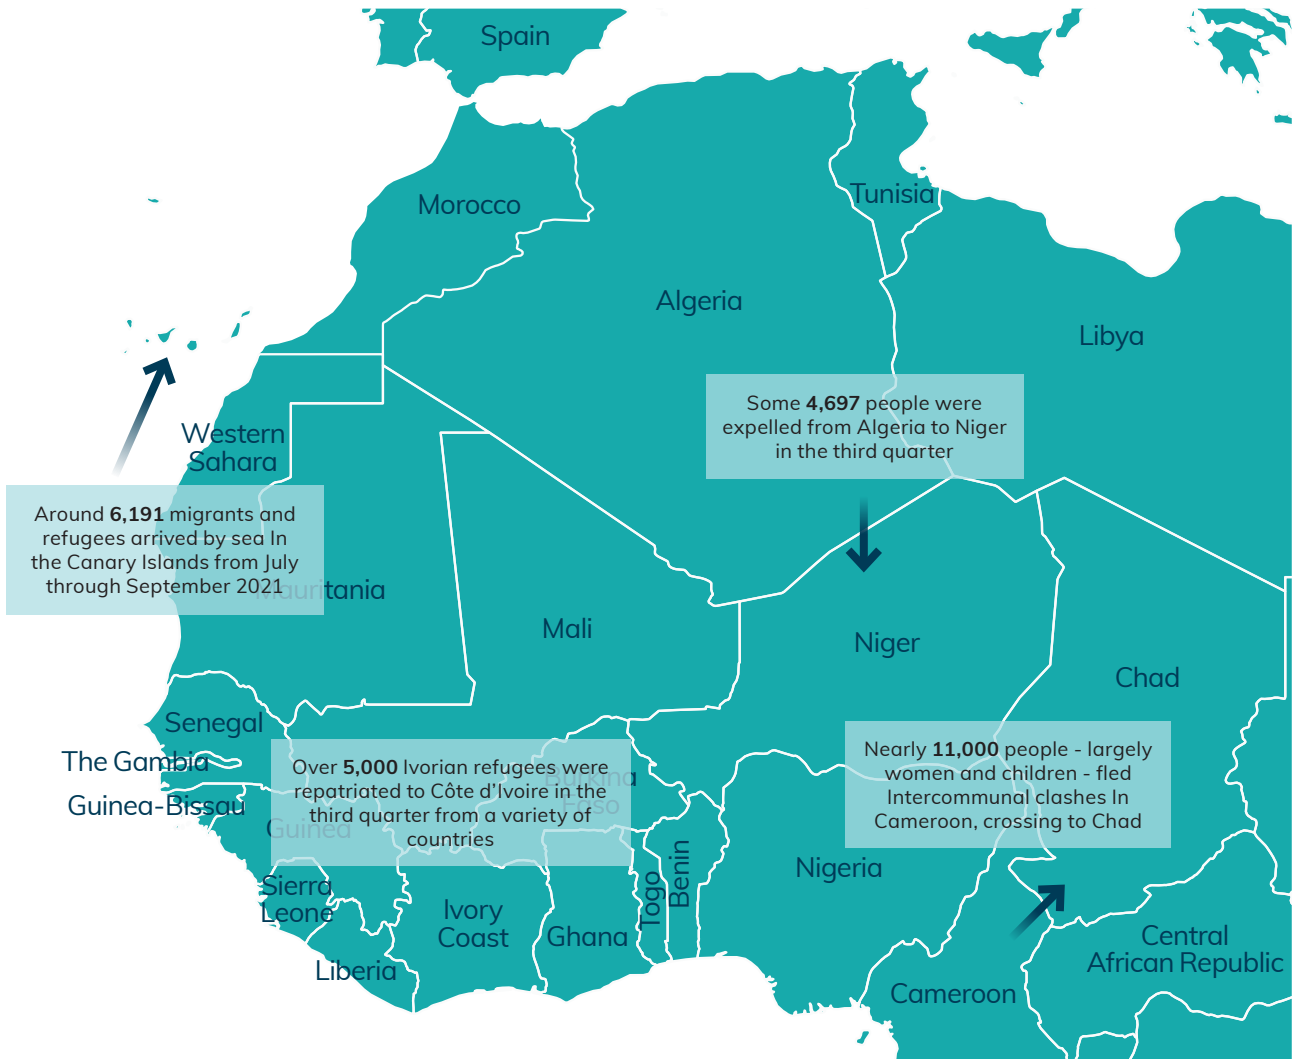 Spain
Morocco
Tunisia
Algeria
Libya
Some 4,697 people were
expelled from Algeria to Niger
in the third quarter
Western
Sahara
Around 6,191 migrants and
refugees arrived by sea In
the Canary Islands from July
through September 2021
Mauritania
Mali
Niger
Chad
Senegal
The Gambia
Guinea-Bissau
Guinea
Over 5,000 Ivorian refugees were
repatriated to Côte d'Ivoire in the
third quarter from a variety of
countries
Burkina
Faso
Nearly 11,000 people - largely
women and children - fled
Intercommunal clashes In
Cameroon, crossing to Chad
Sierra
Leone
Liberia
Ivory
Coast
Ghana
Togo
Benin
Nigeria
Cameroon
Central
African Republic